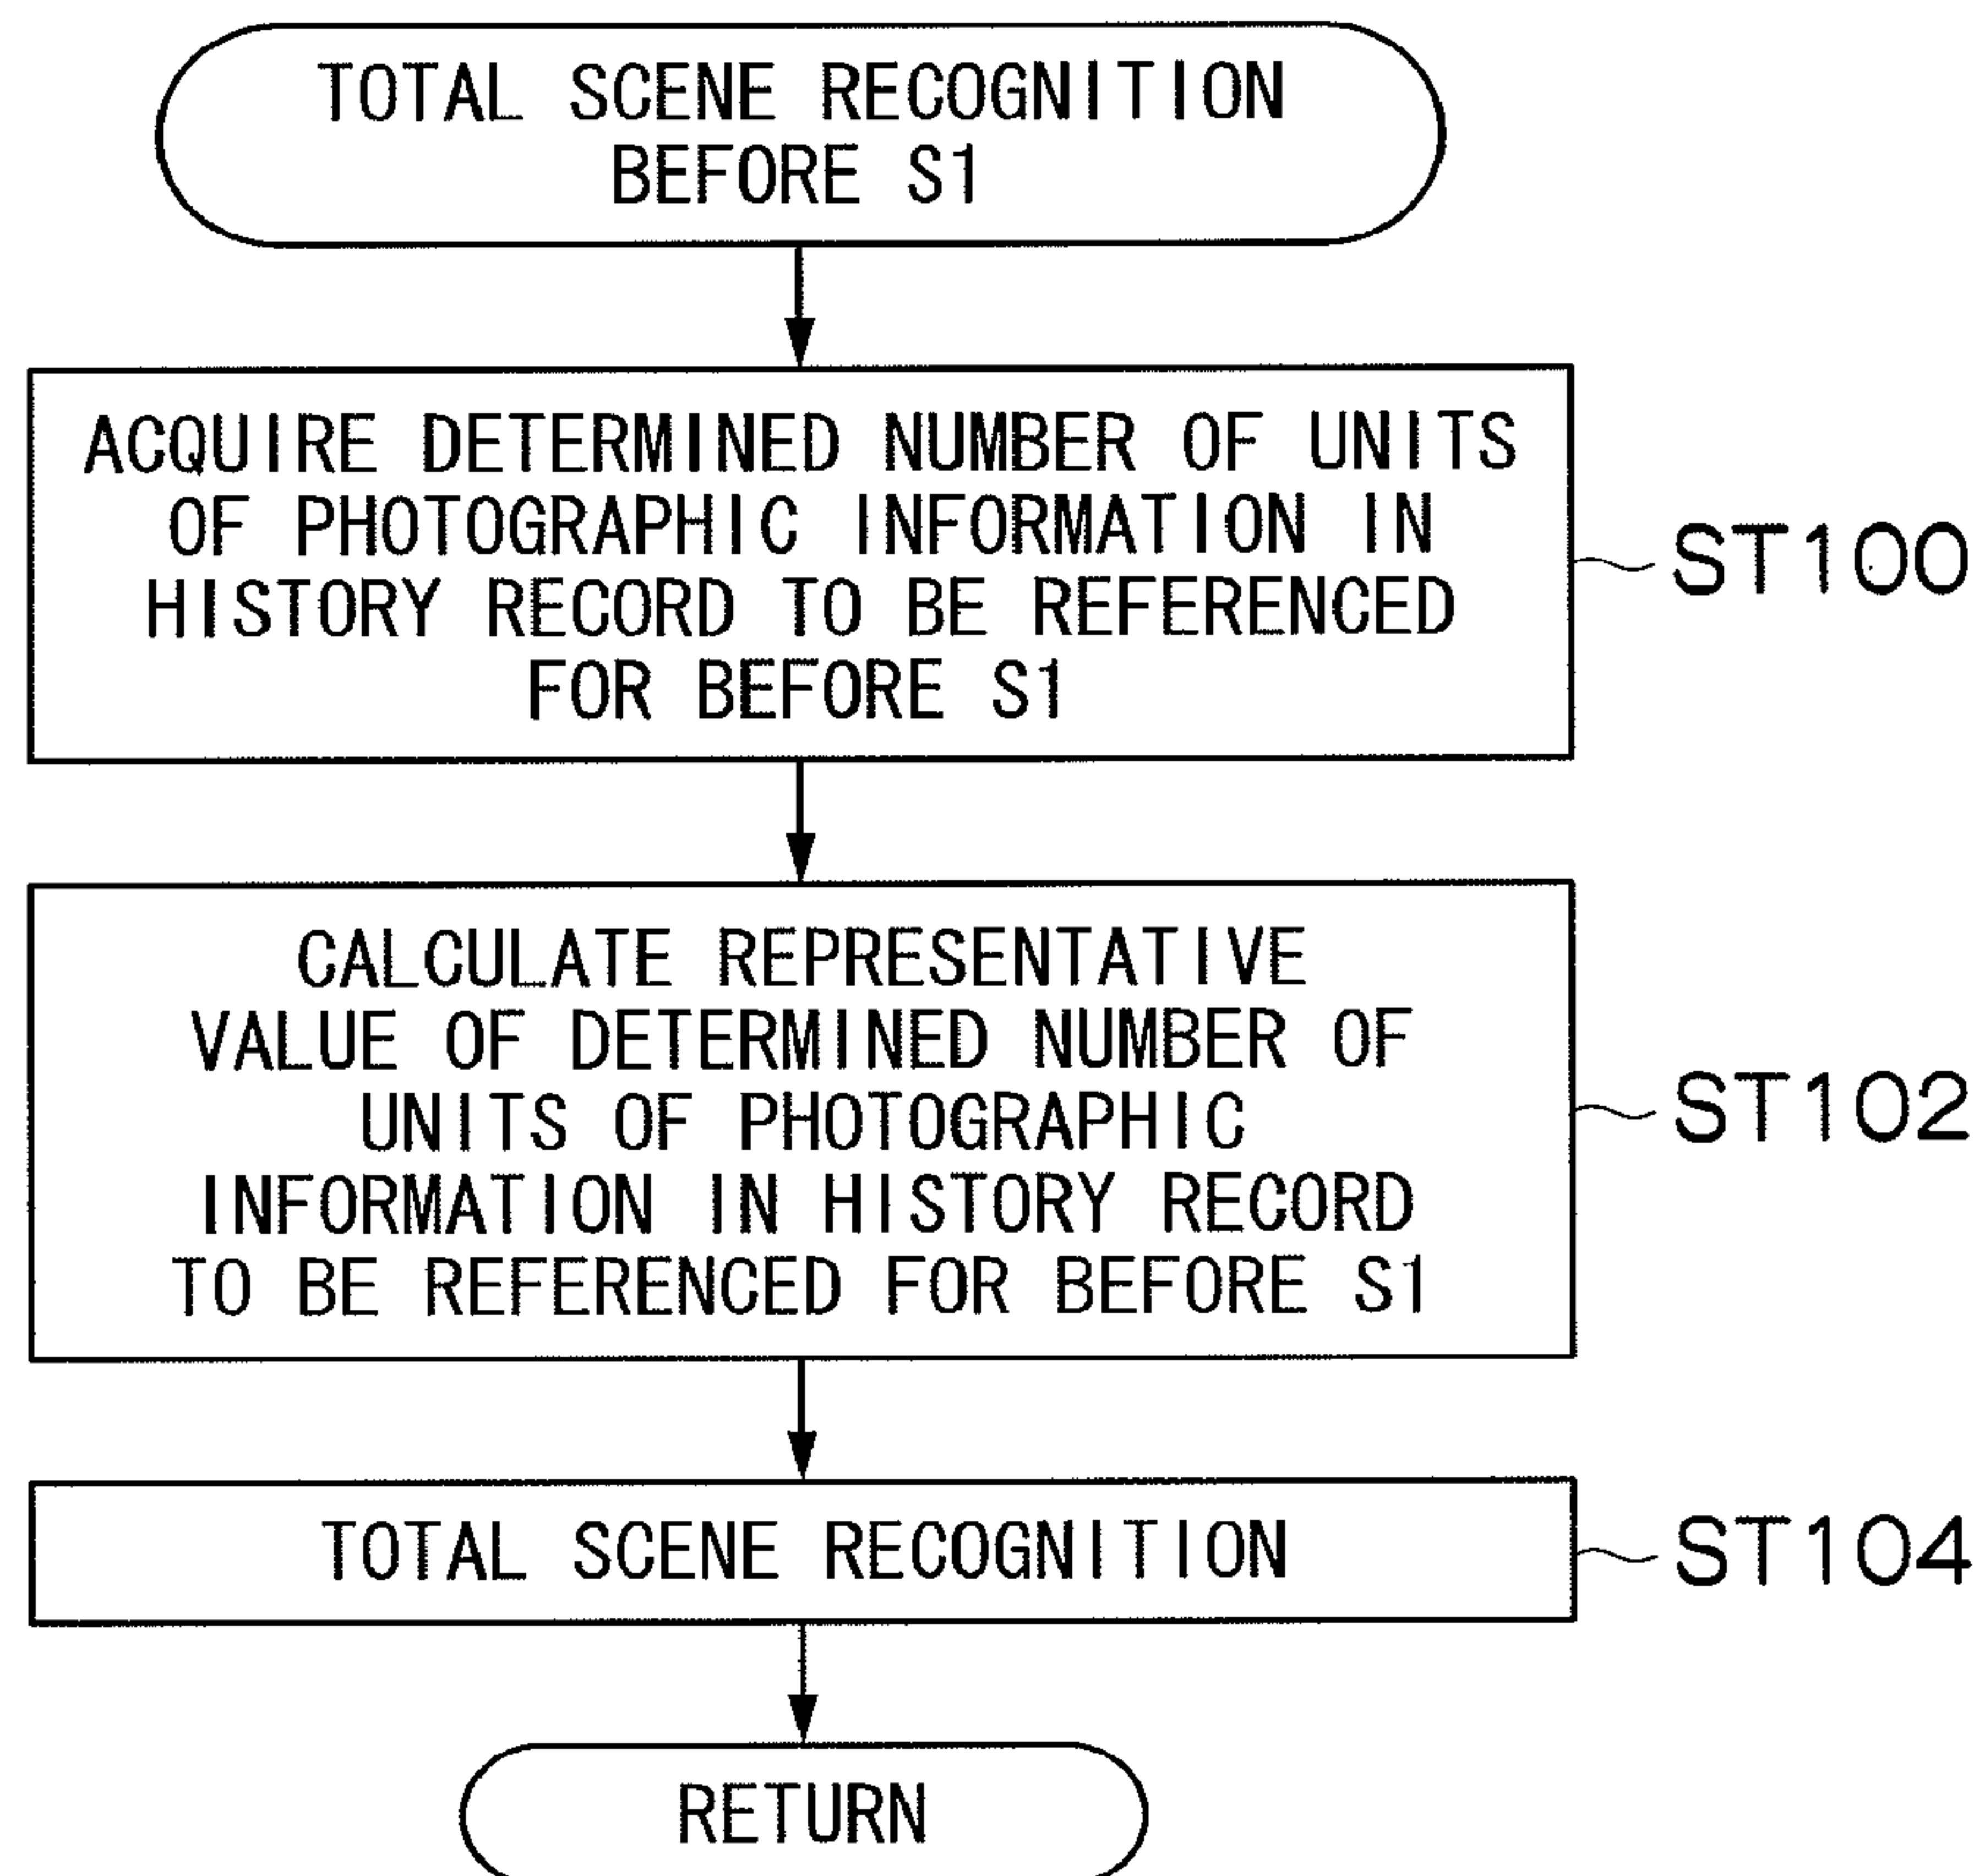 TOTAL SCENE RECOGNITION
BEFORE S1
ACQUIRE DETERMINED NUMBER OF UNITS
OF PHOTOGRAPHIC INFORMATION IN
HISTORY RECORD TO BE REFERENCED
FOR BEFORE S1
ST100
CALCULATE REPRESENTATIVE
VALUE OF DETERMINED NUMBER OF
UNITS OF PHOTOGRAPHIC
INFORMATION IN HISTORY RECORD
TO BE REFERENCED FOR BEFORE S1
ST102
TOTAL SCENE RECOGNITION
ST104
RETURN